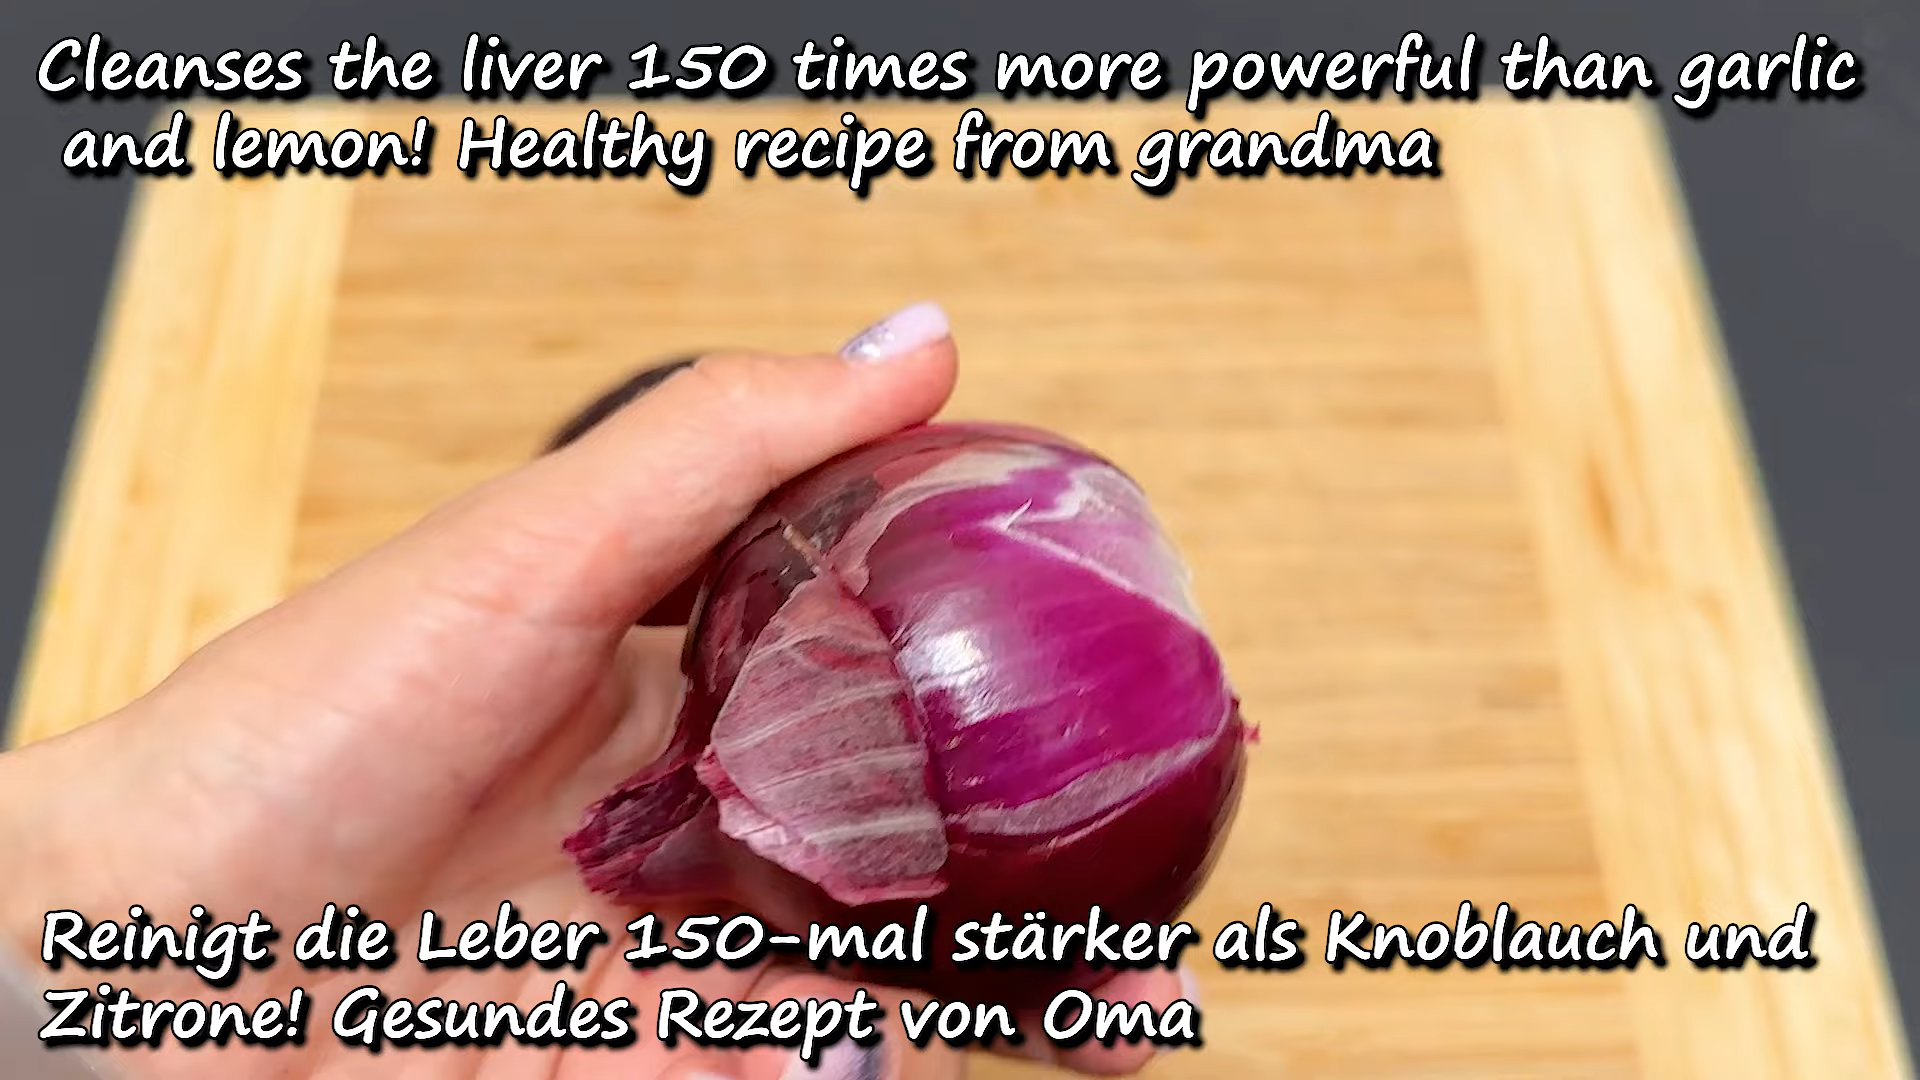 Cleanses the liver 150 times more powerful than garlic
and lemon! Healthy recipe from grandma
Reinigt die Leber 150-mal stärker als Knoblauch und
Zitrone! Gesundes Rezept von Oma